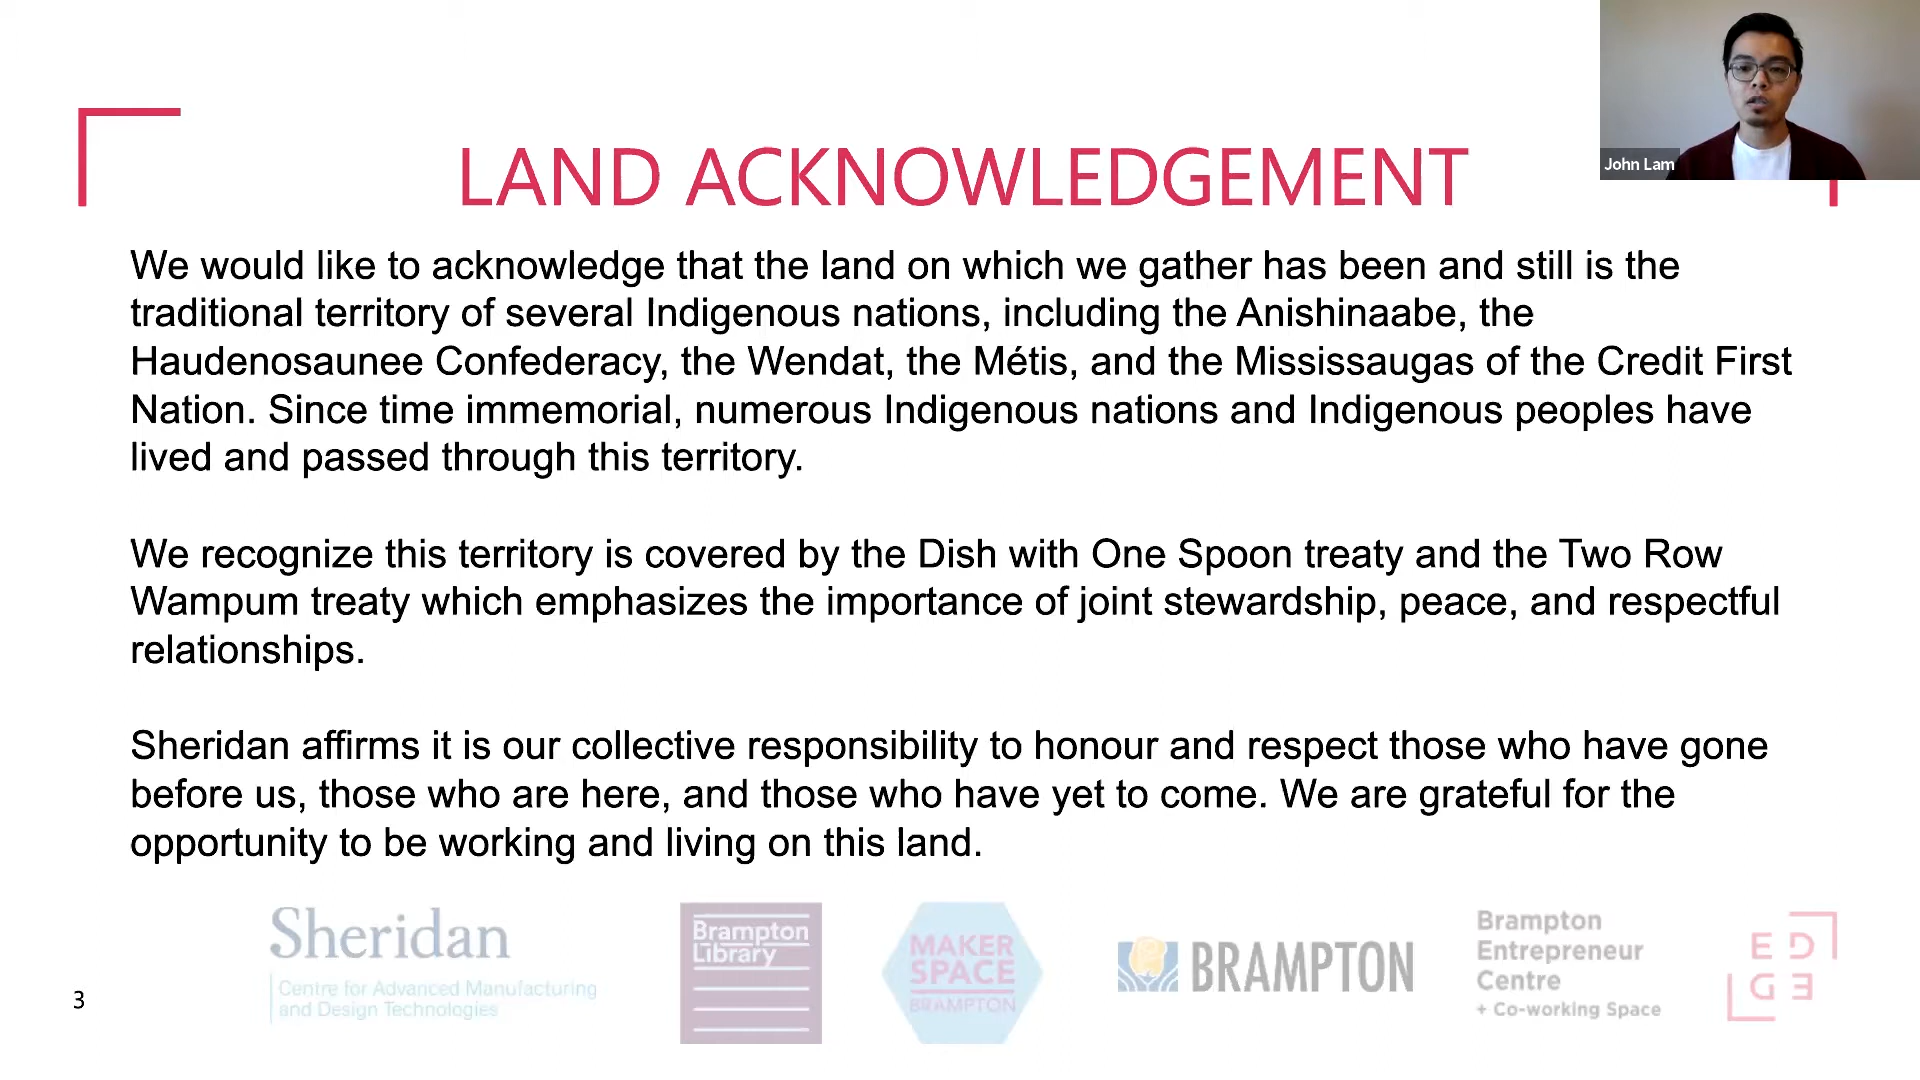 John Lam
LAND ACKNOWLEDGEMENT
We would like to acknowledge that the land on which we gather has been and still is the
traditional territory of several Indigenous nations, including the Anishinaabe, the
Haudenosaunee Confederacy, the Wendat, the Métis, and the Mississaugas of the Credit First
Nation. Since time immemorial, numerous Indigenous nations and Indigenous peoples have
lived and passed through this territory.
We recognize this territory is covered by the Dish with One Spoon treaty and the Two Row
Wampum treaty which emphasizes the importance of joint stewardship, peace, and respectful
relationships.
Sheridan affirms it is our collective responsibility to honour and respect those who have gone
before us, those who are here, and those who have yet to come. We are grateful for the
opportunity to be working and living on this land.
Sheridan
Centre for Advanced Manufacturing
and Design Technologies
Brampton
Library
MAKER
SPACE
BRAMPTON
BRAMPTON
Brampton
Entrepreneur
Centre
+ Co-working Space
ED
GE
3